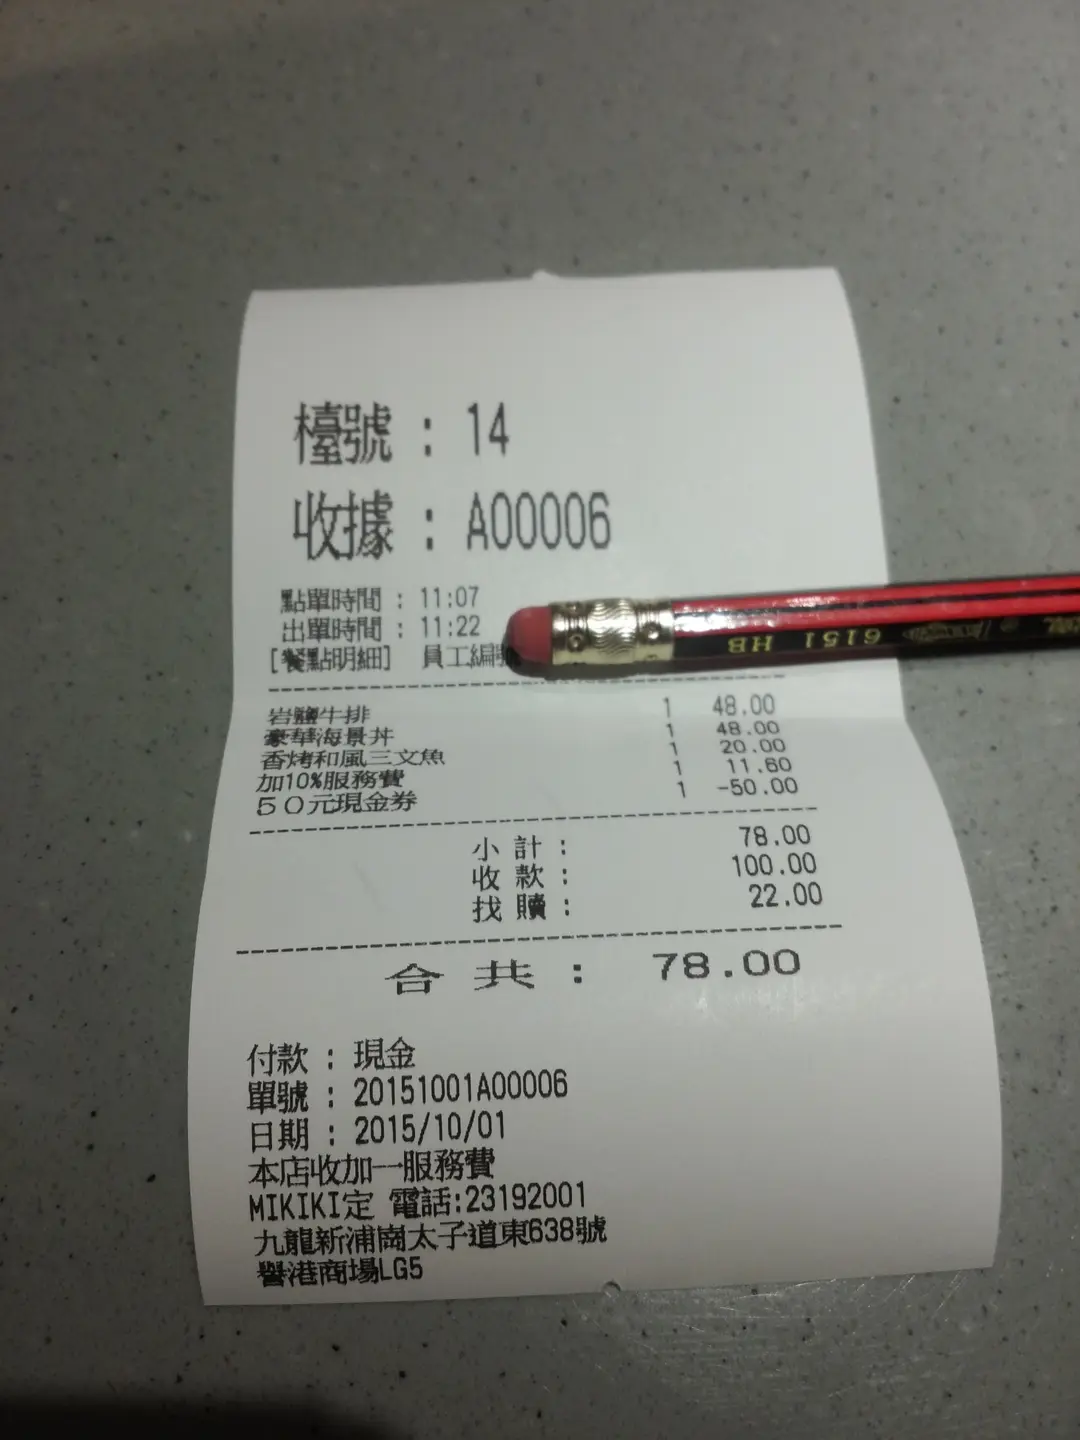 檯號 : 14
收據 : A00006
點單時間 : 11:07
出單時間 : 11:22
[餐點明細] 員工編號
岩鹽牛排 1 48.00
豪華海景丼 1 48.00
香烤和風三文魚 1 20.00
加10%服務費 1 11.60
５０元現金券 1 -50.00
小計 : 78.00
收款 : 100.00
找贖 : 22.00
合共 : 78.00
付款 : 現金
單號 : 20151001A00006
日期 : 2015/10/01
本店收加一服務費
MIKIKI定 電話:23192001
九龍新浦崗太子道東638號
譽港商場LG5
6151 HB